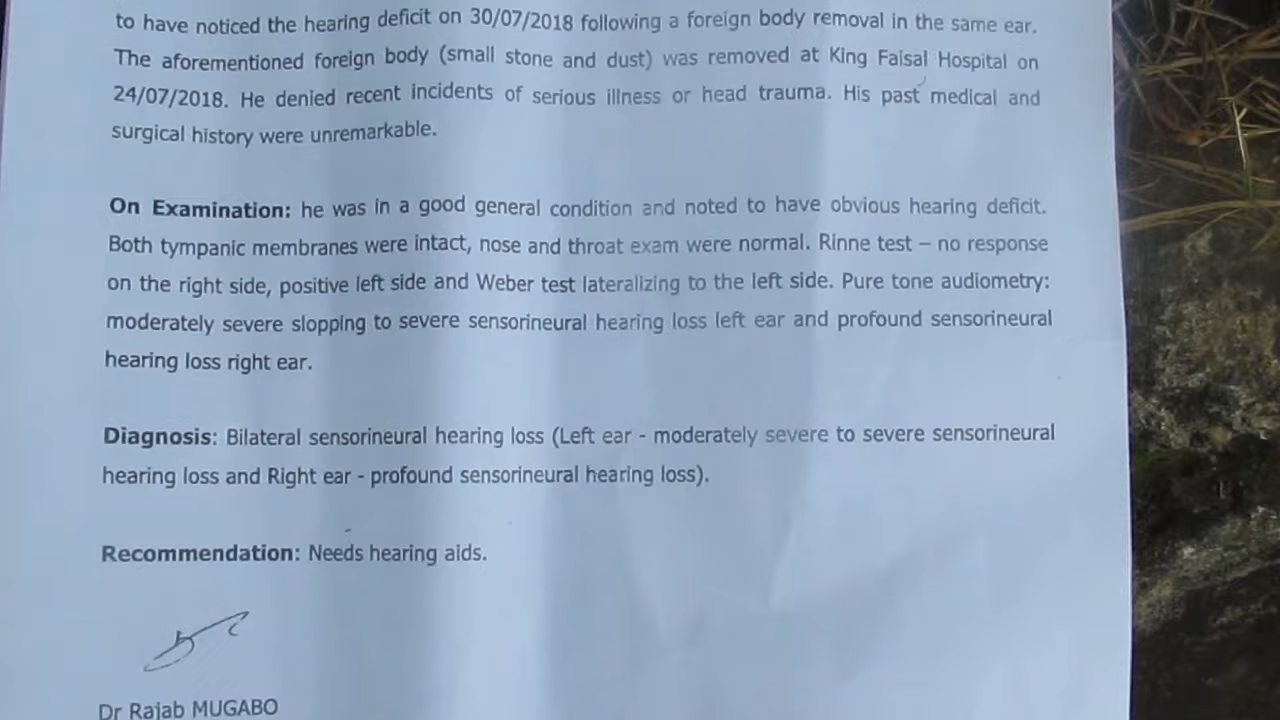 to have noticed the hearing deficit on 30/07/2018 following a foreign body removal in the same ear.
The aforementioned foreign body (small stone and dust) was removed at King Faisal Hospital on
24/07/2018. He denied recent incidents of serious illness or head trauma. His past medical and
surgical history were unremarkable.
On Examination: he was in a good general condition and noted to have obvious hearing deficit.
Both tympanic membranes were intact, nose and throat exam were normal. Rinne test – no response
on the right side, positive left side and Weber test lateralizing to the left side. Pure tone audiometry:
moderately severe slopping to severe sensorineural hearing loss left ear and profound sensorineural
hearing loss right ear.
Diagnosis: Bilateral sensorineural hearing loss (Left ear - moderately severe to severe sensorineural
hearing loss and Right ear - profound sensorineural hearing loss).
Recommendation: Needs hearing aids.
Dr Rajab MUGABO